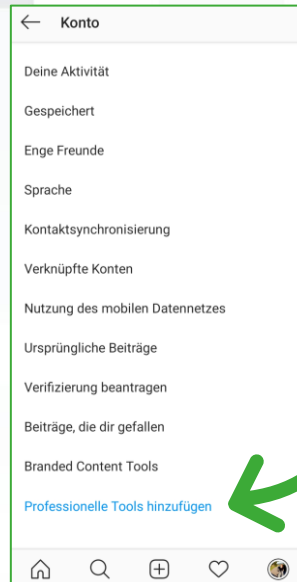 Konto
Deine Aktivität
Gespeichert
Enge Freunde
Sprache
Kontaktsynchronisierung
Verknüpfte Konten
Nutzung des mobilen Datennetzes
Ursprüngliche Beiträge
Verifizierung beantragen
Beiträge, die dir gefallen
Branded Content Tools
Professionelle Tools hinzufügen